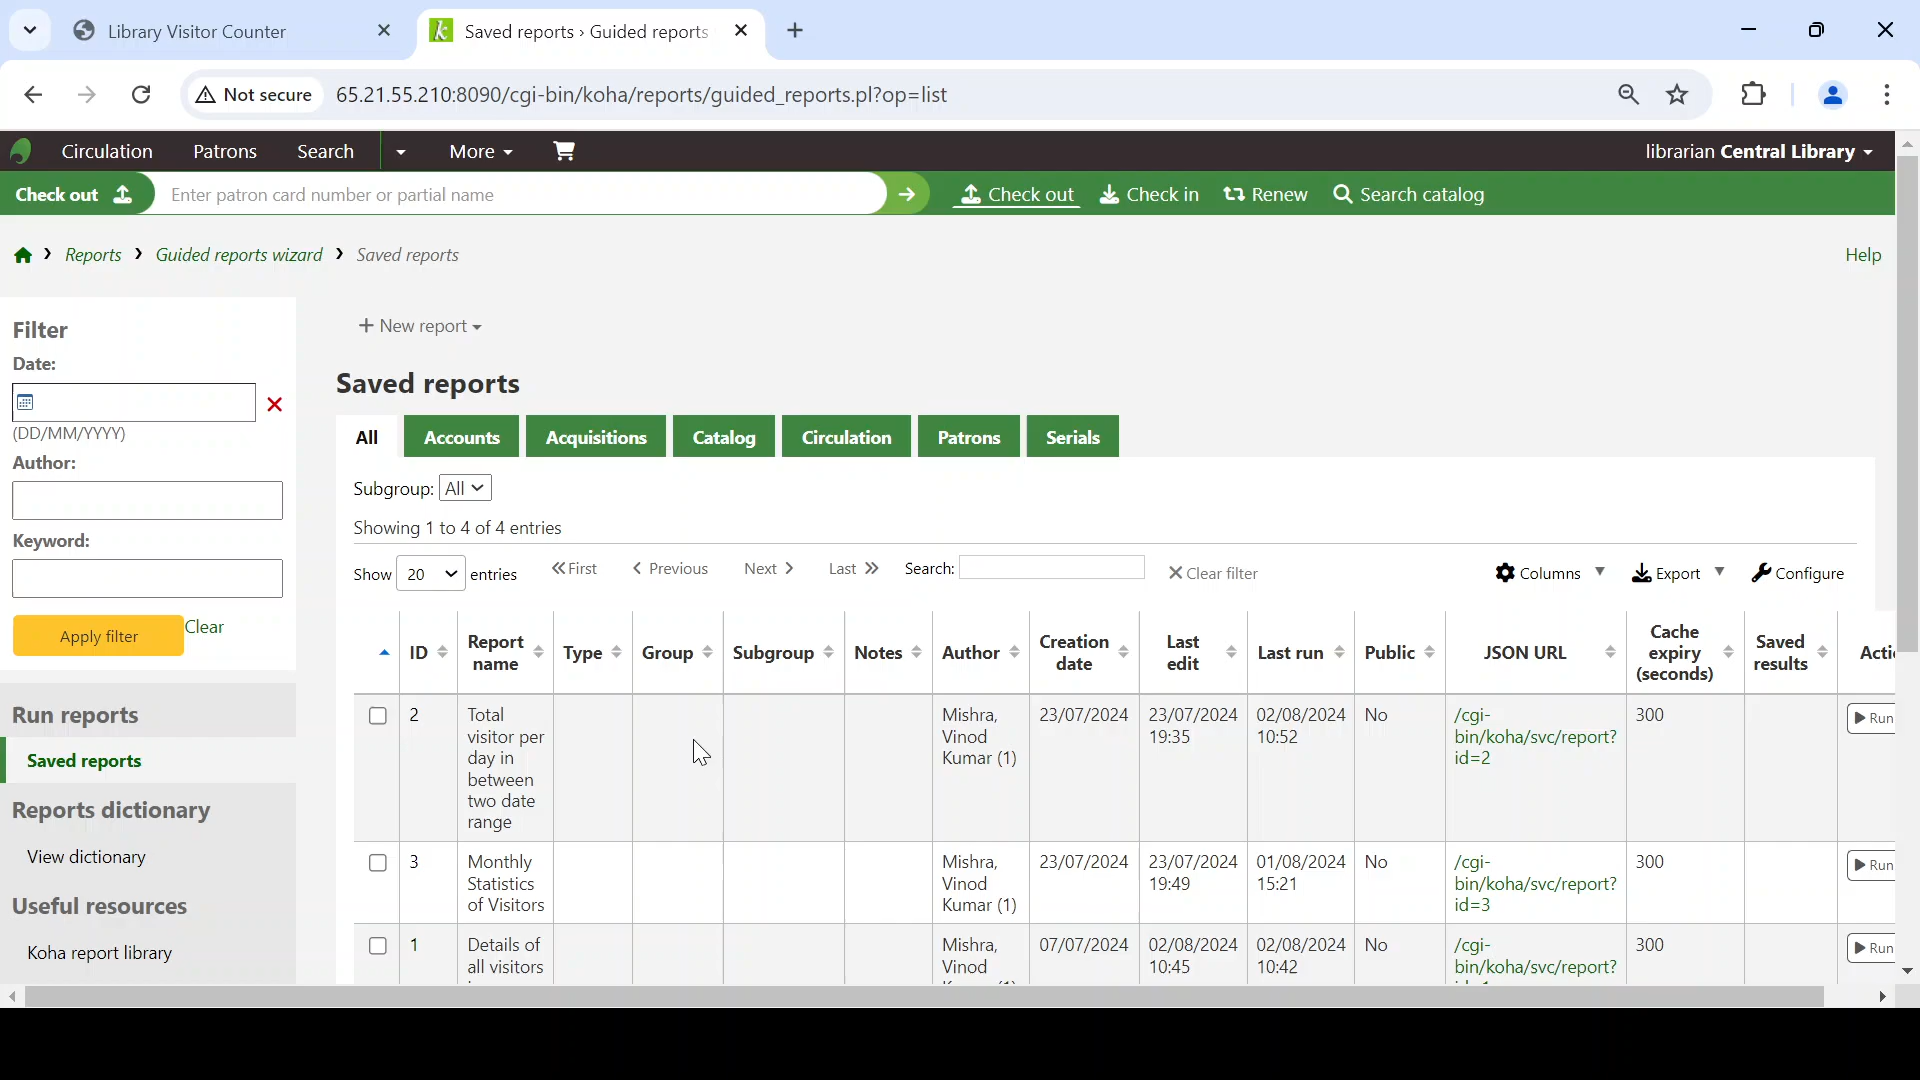 Library Visitor Counter
k Saved reports › Guided reports
Not secure 65.21.55.210:8090/cgi-bin/koha/reports/guided_reports.pl?op=list
Circulation Patrons Search More librarian Central Library
Check out Enter patron card number or partial name Check out Check in Renew Search catalog
Reports Guided reports wizard Saved reports Help
Filter
Date:
(DD/MM/YYYY)
Author:
Keyword:
Apply filter Clear
Run reports
Saved reports
Reports dictionary
View dictionary
Useful resources
Koha report library
+ New report
Saved reports
All Accounts Acquisitions Catalog Circulation Patrons Serials
Subgroup: All
Showing 1 to 4 of 4 entries
Show 20 entries First Previous Next Last Search: Clear filter Columns Export Configure
ID Report name Type Group Subgroup Notes Author Creation date Last edit Last run Public JSON URL Cache expiry (seconds) Saved results Acti
2 Total visitor per day in between two date range Mishra, Vinod Kumar (1) 23/07/2024 23/07/2024 19:35 02/08/2024 10:52 No /cgi-bin/koha/svc/report?id=2 300 Run
3 Monthly Statistics of Visitors Mishra, Vinod Kumar (1) 23/07/2024 23/07/2024 19:49 01/08/2024 15:21 No /cgi-bin/koha/svc/report?id=3 300 Run
1 Details of all visitors Mishra, Vinod 07/07/2024 02/08/2024 10:45 02/08/2024 10:42 No /cgi-bin/koha/svc/report? 300 Run